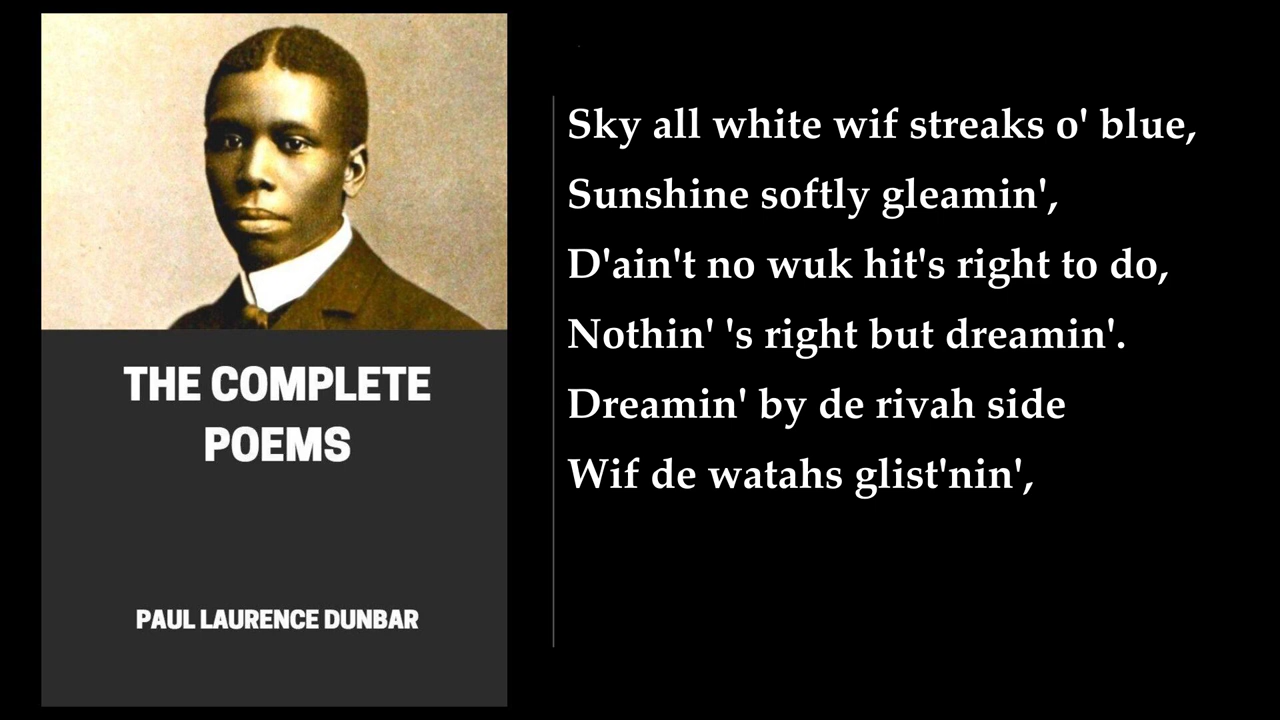 THE COMPLETE
POEMS
PAUL LAURENCE DUNBAR
Sky all white wif streaks o' blue,
Sunshine softly gleamin',
D'ain't no wuk hit's right to do,
Nothin' 's right but dreamin'.
Dreamin' by de rivah side
Wif de watahs glist'nin',